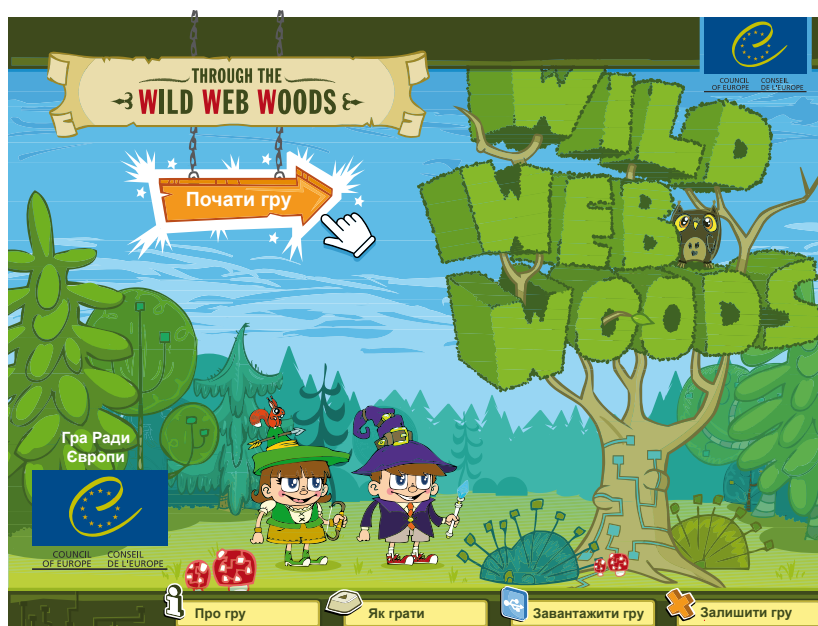 THROUGH THE
WILD WEB WOODS
COUNCIL CONSEIL
OF EUROPE DE L'EUROPE
WILD
WEB
WOODS
Почати гру
Гра Ради
Європи
COUNCIL CONSEIL
OF EUROPE DE L'EUROPE
Про гру
Як грати
Завантажити гру
Залишити гру